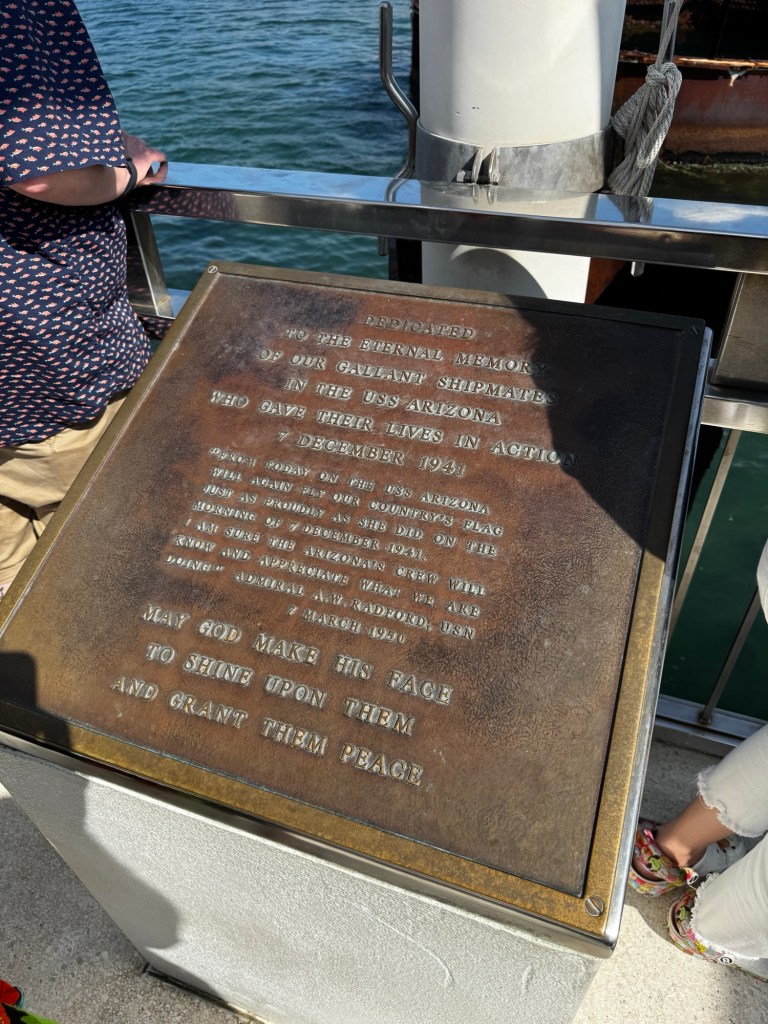 DEDICATED
TO THE ETERNAL MEMORY
OF OUR GALLANT SHIPMATES
IN THE USS ARIZONA
WHO GAVE THEIR LIVES IN ACTION
7 DECEMBER 1941
"FROM TODAY ON THE USS ARIZONA
WILL AGAIN FLY OUR COUNTRY'S FLAG
JUST AS PROUDLY AS SHE DID ON THE
MORNING OF 7 DECEMBER 1941.
I AM SURE THE ARIZONA'S CREW WILL
KNOW AND APPRECIATE WHAT WE ARE
DOING" ADMIRAL A.W. RADFORD, USN
7 MARCH 1950
MAY GOD MAKE HIS FACE
TO SHINE UPON THEM
AND GRANT THEM PEACE